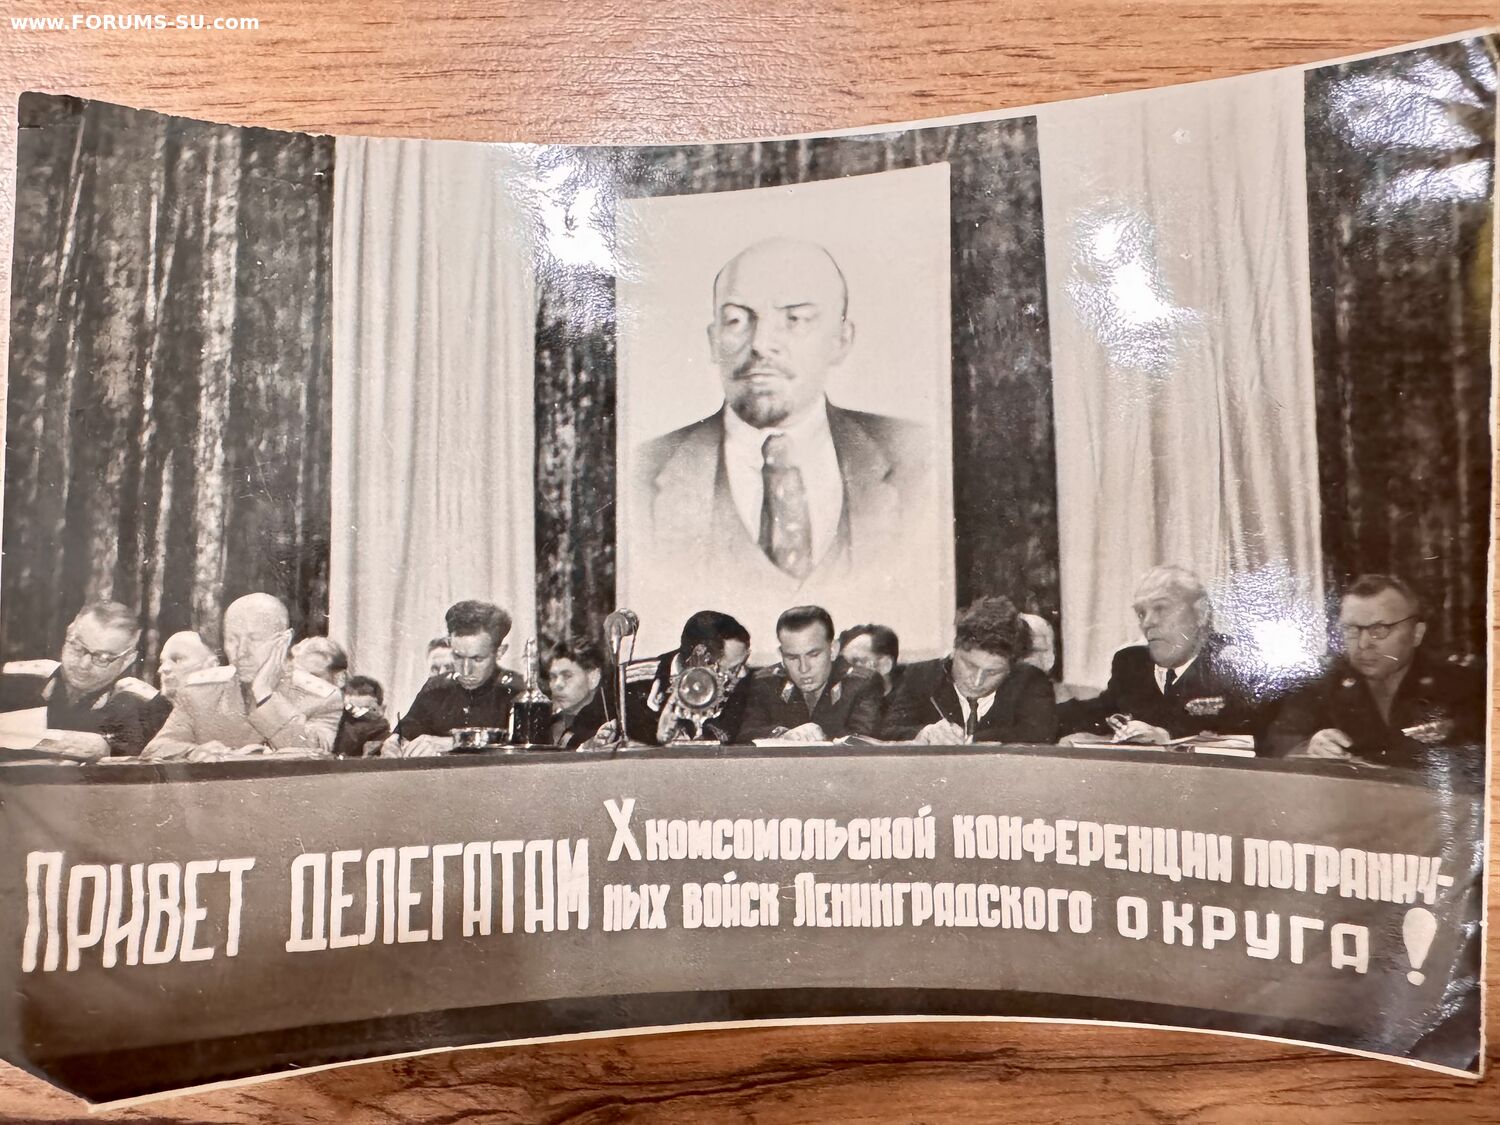 www.FORUMS-SU.com
ПРИВЕТ ДЕЛЕГАТАМ
X КОМСОМОЛЬСКОЙ КОНФЕРЕНЦИИ ПОГРАНИЧ-
НЫХ ВОЙСК ЛЕНИНГРАДСКОГО ОКРУГА!